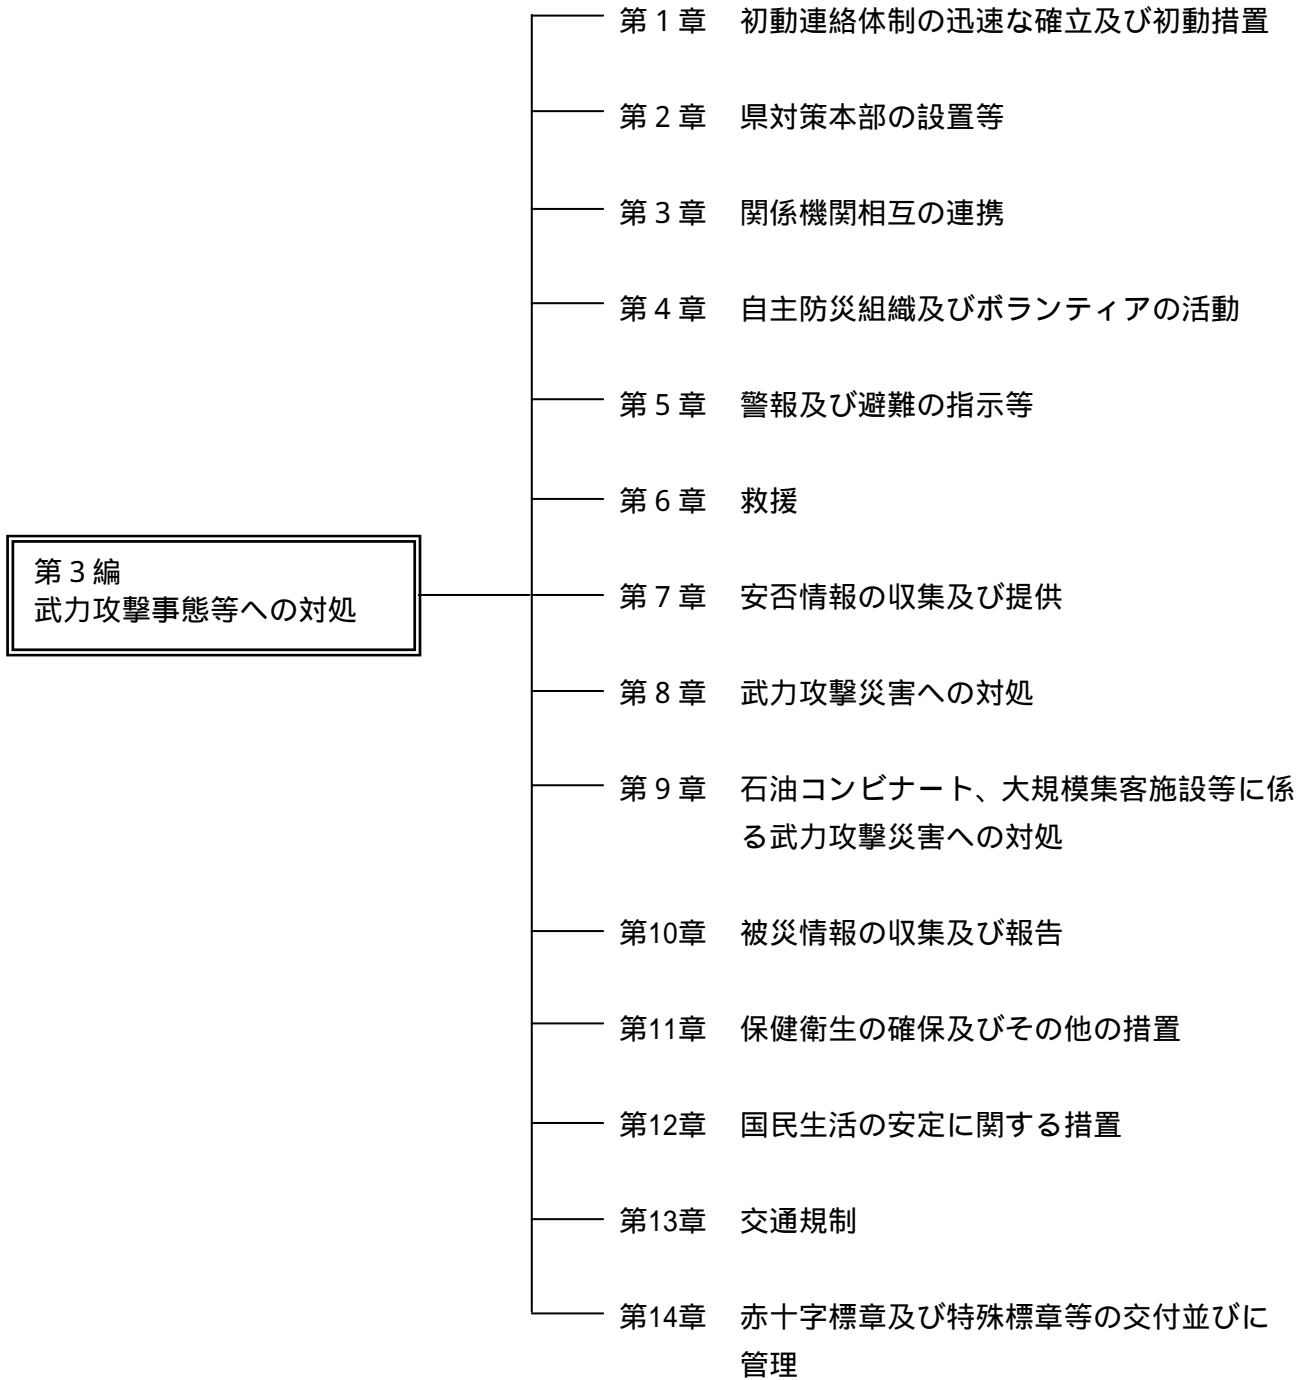 第１章　初動連絡体制の迅速な確立及び初動措置
第２章　県対策本部の設置等
第３章　関係機関相互の連携
第４章　自主防災組織及びボランティアの活動
第５章　警報及び避難の指示等
第６章　救援
第３編
武力攻撃事態等への対処
第７章　安否情報の収集及び提供
第８章　武力攻撃災害への対処
第９章　石油コンビナート、大規模集客施設等に係
る武力攻撃災害への対処
第10章　被災情報の収集及び報告
第11章　保健衛生の確保及びその他の措置
第12章　国民生活の安定に関する措置
第13章　交通規制
第14章　赤十字標章及び特殊標章等の交付並びに
管理